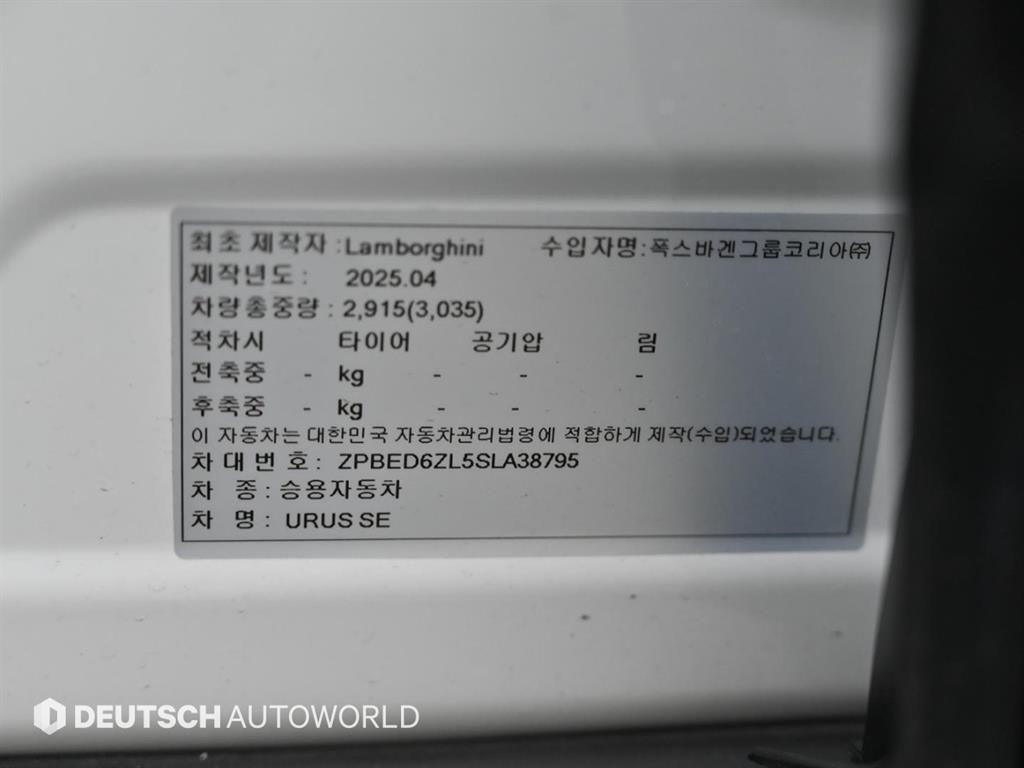 최초제작자 : Lamborghini 수입자명:폭스바겐그룹코리아㈜
제작년도 : 2025.04
차량총중량 : 2,915(3,035)
적차시 타이어 공기압 림
전축중 - kg - - -
후축중 - kg - - -
이 자동차는 대한민국 자동차관리법령에 적합하게 제작(수입)되었습니다.
차대번호 : ZPBED6ZL5SLA38795
차 종 : 승용자동차
차 명 : URUS SE
DEUTSCH AUTOWORLD